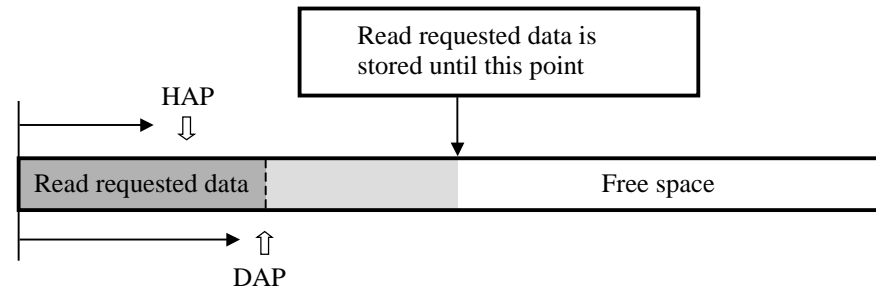 Read requested data is
stored until this point
HAP
Read requested data
Free space
DAP